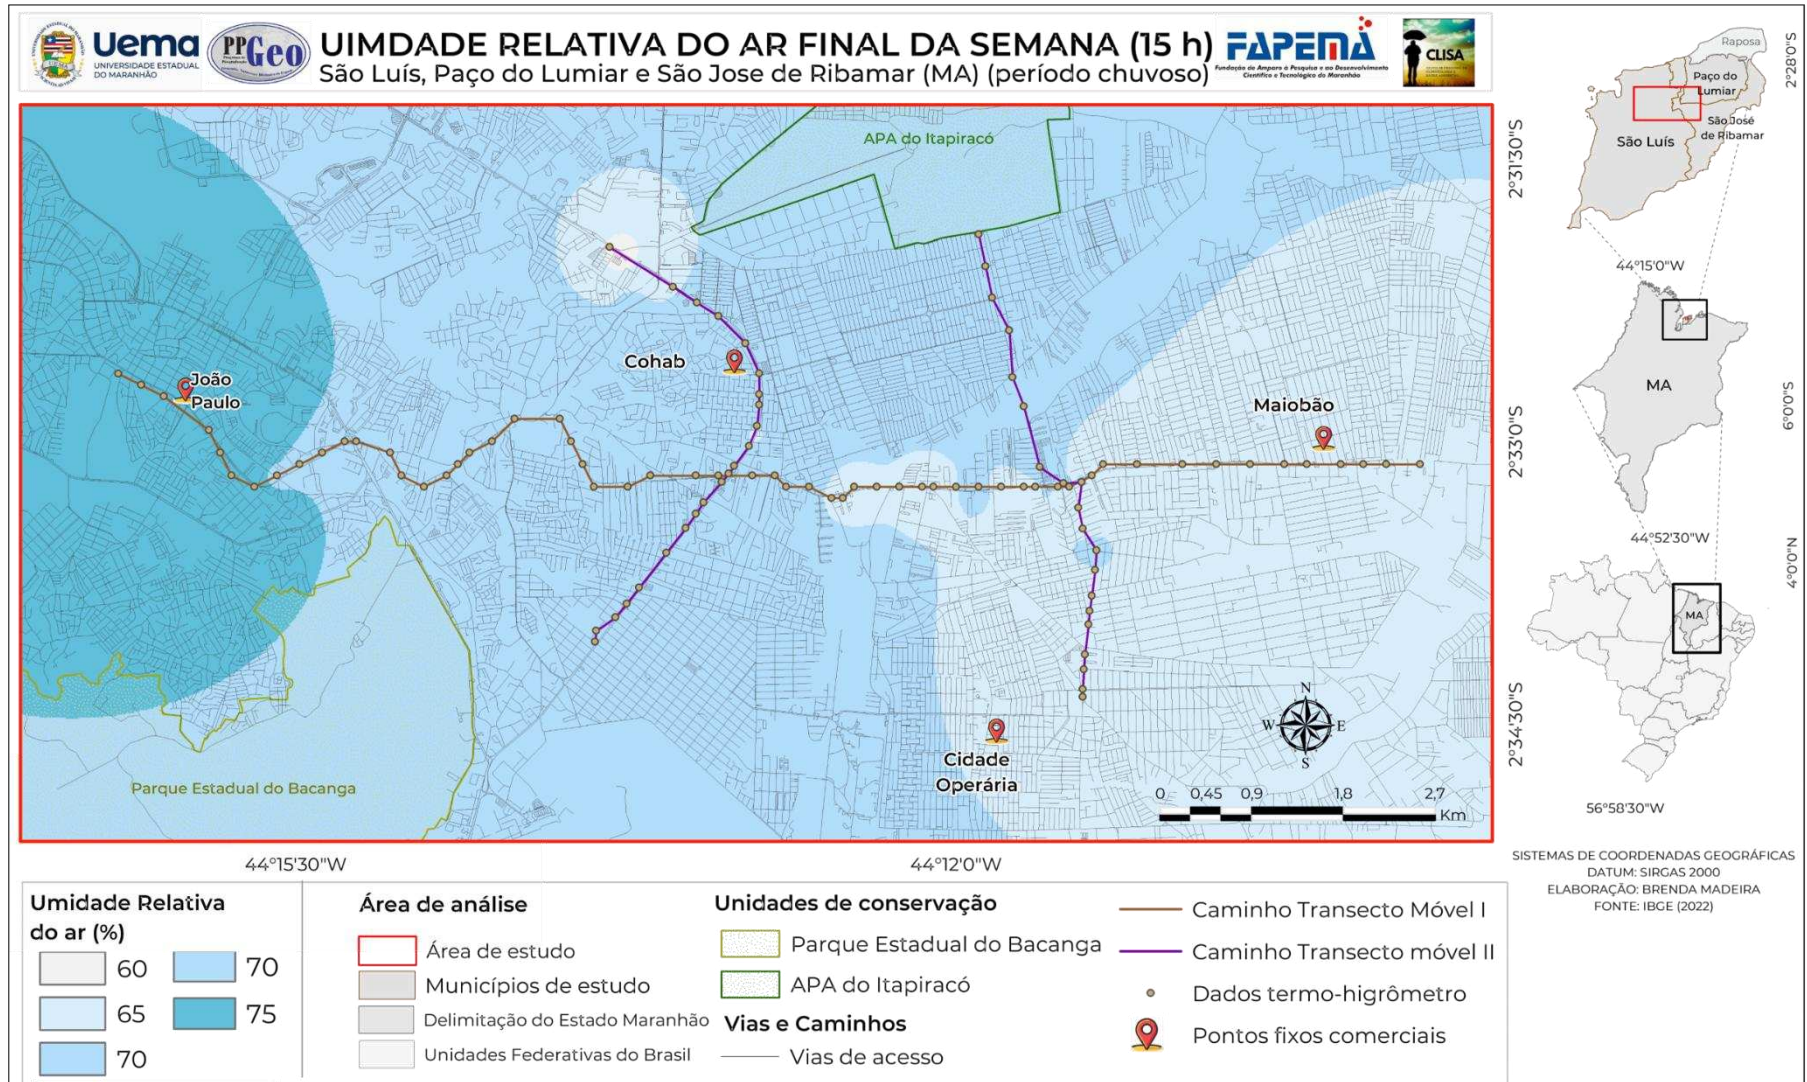 Uema
UNIVERSIDADE ESTADUAL
DO MARANHÃO
PPGeo
UIMDADE RELATIVA DO AR FINAL DA SEMANA (15 h)
São Luís, Paço do Lumiar e São Jose de Ribamar (MA) (período chuvoso)
FAPEMA
Fundação de Amparo à Pesquisa e ao Desenvolvimento
Científico e Tecnológico do Maranhão
CLISA
Raposa
Paço do
Lumiar
São José
de Ribamar
São Luís
2°28'0"S
44°15'0"W
MA
6°0'0"S
44°52'30"W
MA
4°0'0"N
56°58'30"W
APA do Itapiracó
João
Paulo
Cohab
Maiobão
Cidade
Operária
Parque Estadual do Bacanga
N
W
E
S
0 0,45 0,9 1,8 2,7
Km
2°31'30"S
2°33'0"S
2°34'30"S
44°15'30"W
44°12'0"W
SISTEMAS DE COORDENADAS GEOGRÁFICAS
DATUM: SIRGAS 2000
ELABORAÇÃO: BRENDA MADEIRA
FONTE: IBGE (2022)
Umidade Relativa
do ar (%)
60
65
70
70
75
Área de análise
Área de estudo
Municípios de estudo
Delimitação do Estado Maranhão
Unidades Federativas do Brasil
Unidades de conservação
Parque Estadual do Bacanga
APA do Itapiracó
Vias e Caminhos
Vias de acesso
Caminho Transecto Móvel I
Caminho Transecto móvel II
Dados termo-higrômetro
Pontos fixos comerciais